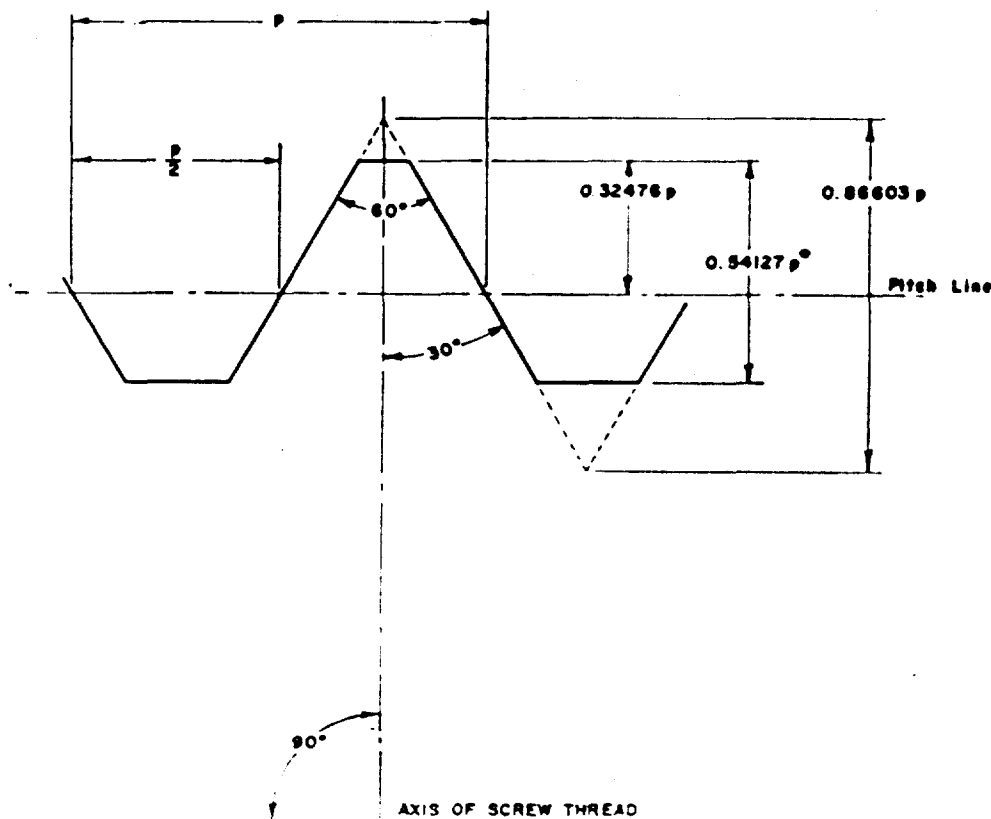 p
p
2
60°
0.32476 p
0.86603 p
0.54127 p*
Pitch Line
30°
90°
AXIS OF SCREW THREAD